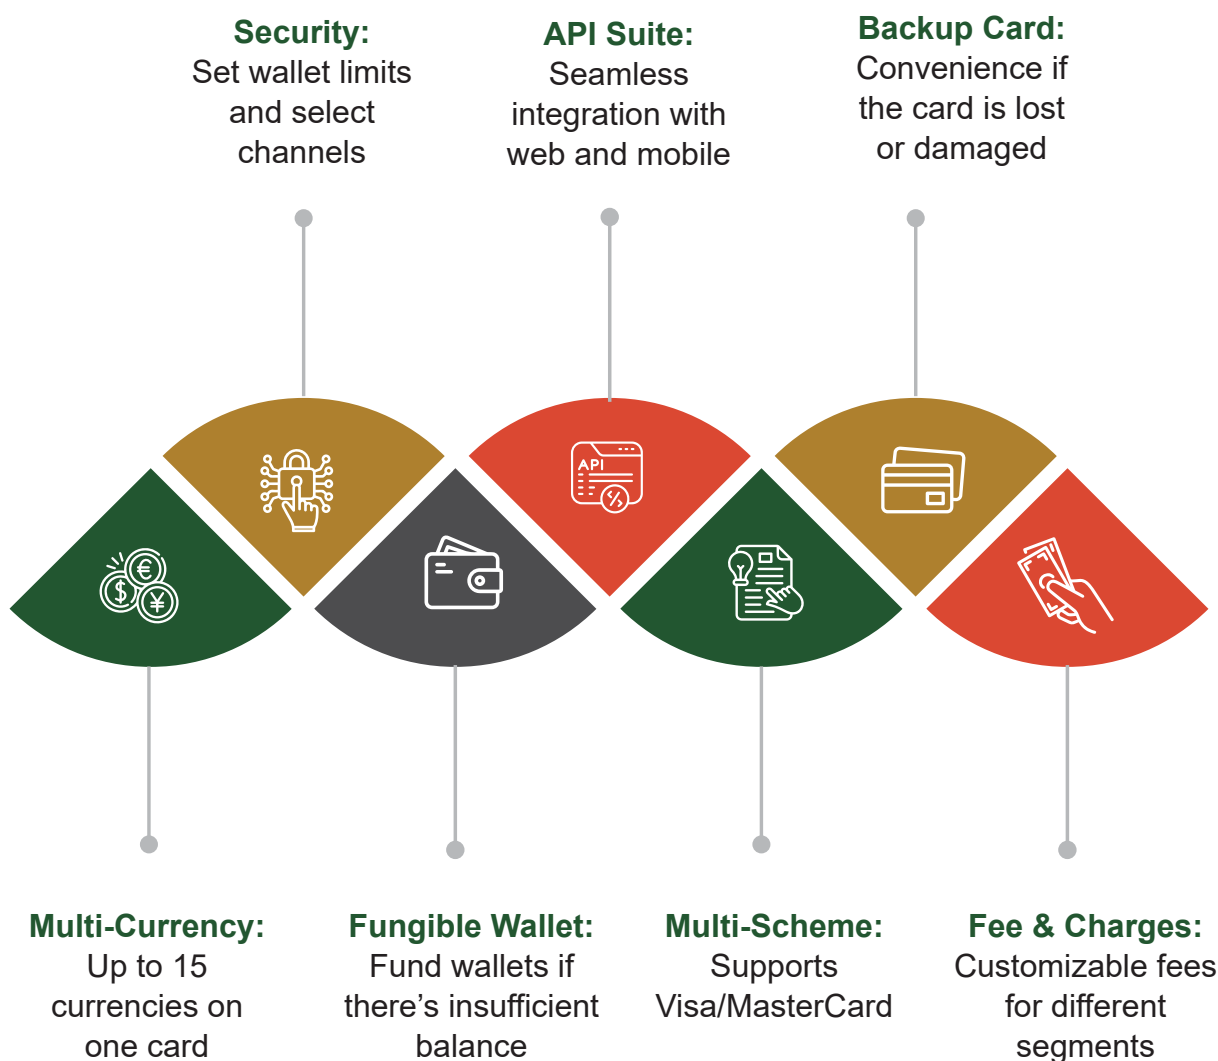 Security:
Set wallet limits
and select
channels
API Suite:
Seamless
integration with
web and mobile
Backup Card:
Convenience if
the card is lost
or damaged
API
€
$
¥
Multi-Currency:
Up to 15
currencies on
one card
Fungible Wallet:
Fund wallets if
there’s insufficient
balance
Multi-Scheme:
Supports
Visa/MasterCard
Fee & Charges:
Customizable fees
for different
segments